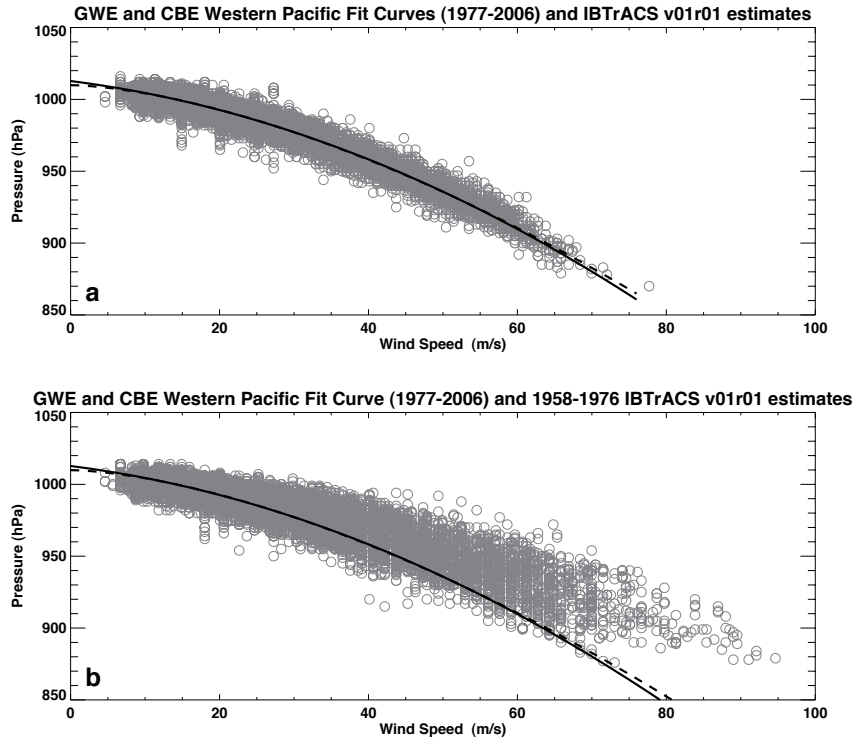 GWE and CBE Western Pacific Fit Curves (1977-2006) and IBTrACS v01r01 estimates
1050
1000
950
900
850
Pressure (hPa)
a
0 20 40 60 80 100
Wind Speed (m/s)
GWE and CBE Western Pacific Fit Curve (1977-2006) and 1958-1976 IBTrACS v01r01 estimates
1050
1000
950
900
850
Pressure (hPa)
b
0 20 40 60 80 100
Wind Speed (m/s)